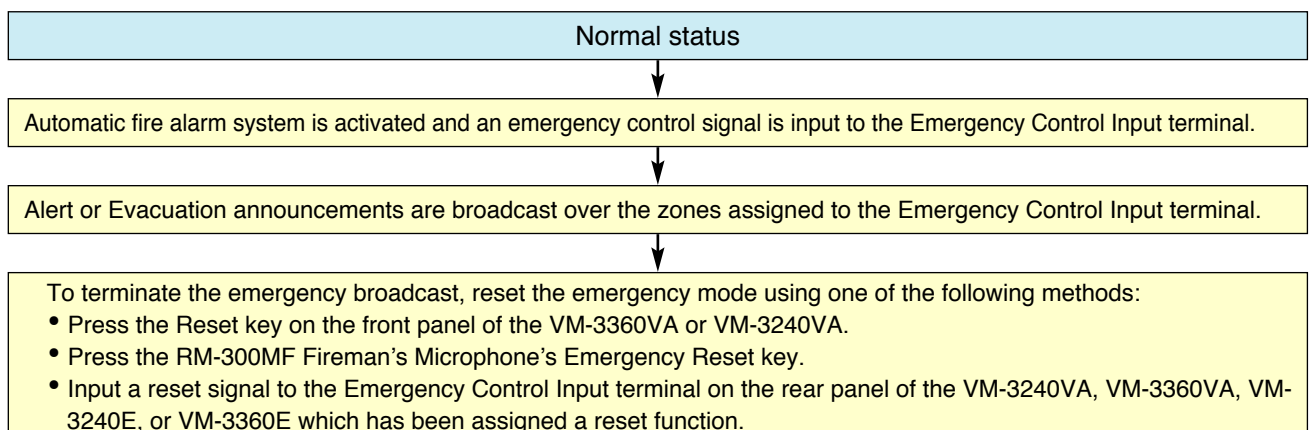 Normal status
Automatic fire alarm system is activated and an emergency control signal is input to the Emergency Control Input terminal.
Alert or Evacuation announcements are broadcast over the zones assigned to the Emergency Control Input terminal.
To terminate the emergency broadcast, reset the emergency mode using one of the following methods:
• Press the Reset key on the front panel of the VM-3360VA or VM-3240VA.
• Press the RM-300MF Fireman's Microphone's Emergency Reset key.
• Input a reset signal to the Emergency Control Input terminal on the rear panel of the VM-3240VA, VM-3360VA, VM-
3240E, or VM-3360E which has been assigned a reset function.